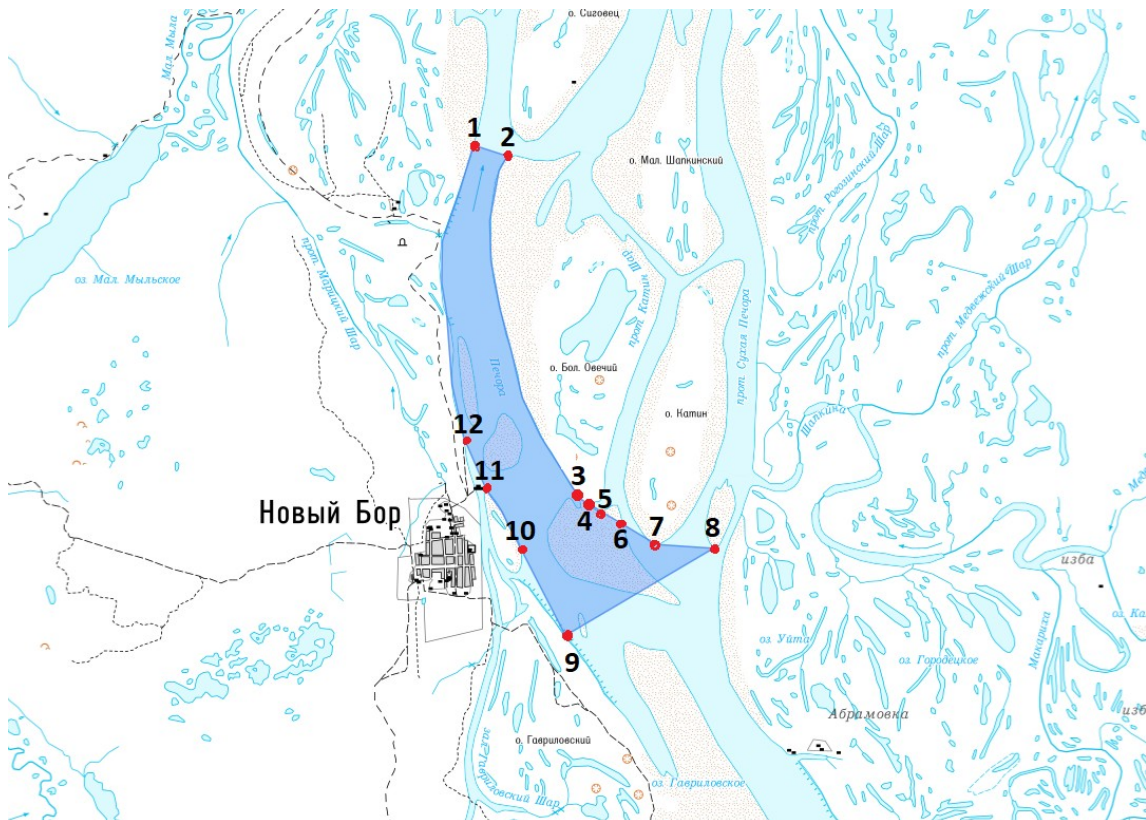 о. Сиговец
Мал. Мыла
1
2
о. Мал. Шапкинский
прот. Рогозинский Шар
оз. Мал. Мыльское
прот. Марицкий Шар
прот. Катин
Шар
прот. Сухая Печора
прот. Медвежский Шар
Печора
о. Бол. Овечий
о. Катин
Шапкина
12
11
3
5
4
6
7
8
Новый Бор
10
9
изба
Макариха
оз. Уйта
оз. Городецкое
Абрамовка
о. Гавриловский
оз. Гавриловское